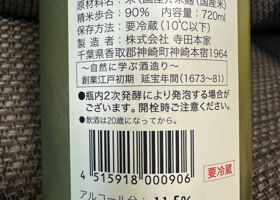 原材料名:米(国産)、米麹(国産米)
精米歩合:90% 内容量:720ml
保存方法:要冷蔵(10℃以下)
製造者:株式会社 寺田本家
千葉県香取郡神崎町神崎本宿1964
~自然に学ぶ酒造り~
創業江戸初期 延宝年間(1673~81)
●瓶内2次発酵により発泡する場合が
ございます。開栓時ご注意ください。
●飲酒は20歳になってから。
4 515918 000906
要冷蔵
アルコール分: 11.5%